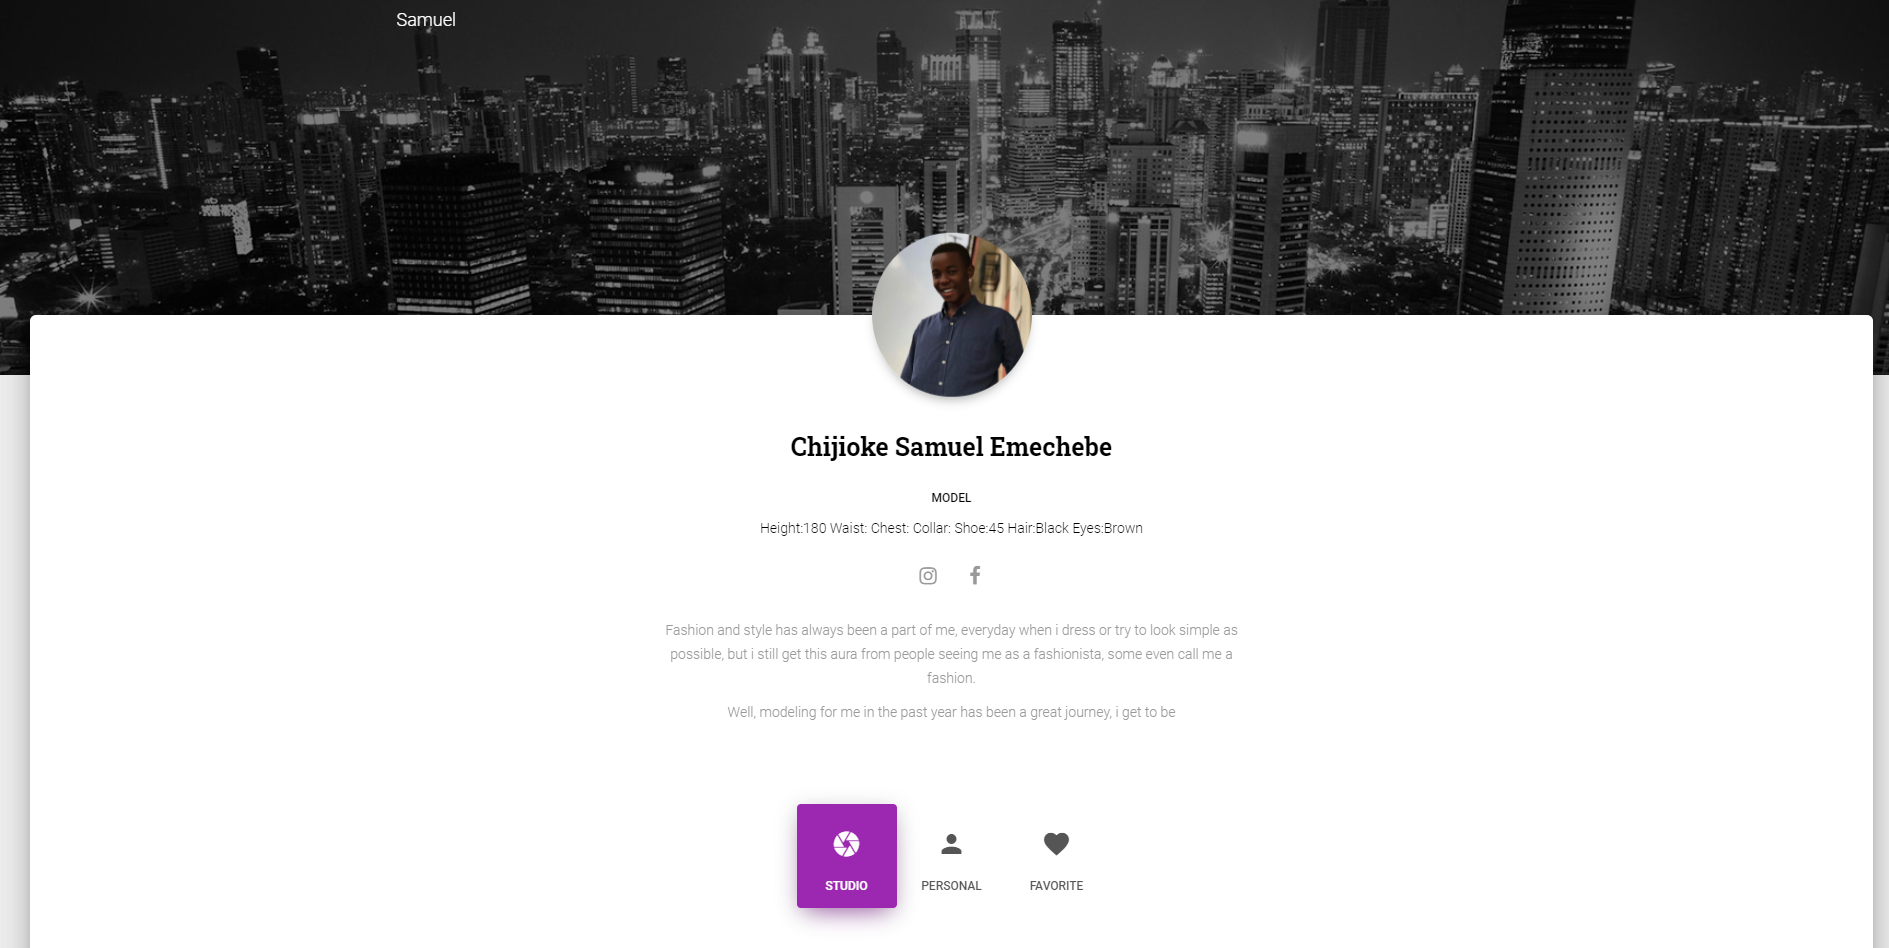 Samuel
Chijioke Samuel Emechebe
MODEL
Height:180 Waist: Chest: Collar: Shoe:45 Hair:Black Eyes:Brown
Fashion and style has always been a part of me, everyday when i dress or try to look simple as
possible, but i still get this aura from people seeing me as a fashionista, some even call me a
fashion.
Well, modeling for me in the past year has been a great journey, i get to be
STUDIO
PERSONAL
FAVORITE